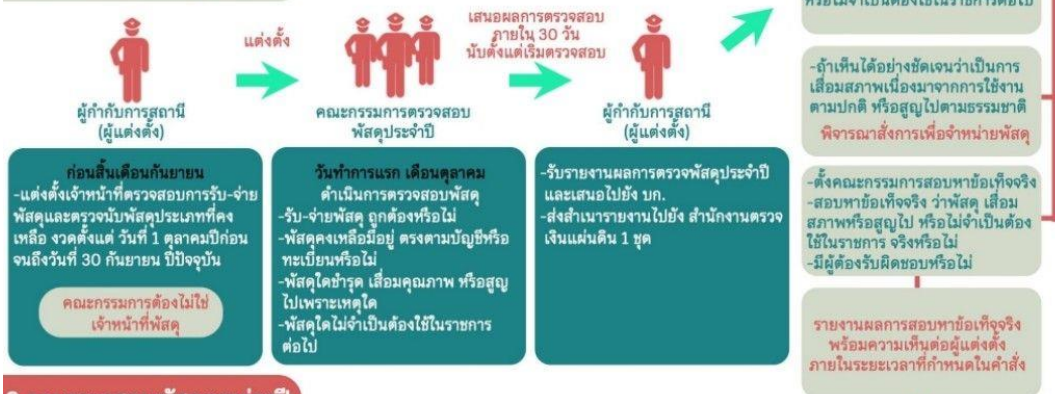 แต่งตั้ง
เสนอผลการตรวจสอบ
ภายใน 30 วัน
นับตั้งแต่เริ่มตรวจสอบ
ผู้กำกับการสถานี
(ผู้แต่งตั้ง)
คณะกรรมการตรวจสอบ
พัสดุประจำปี
ผู้กำกับการสถานี
(ผู้แต่งตั้ง)
ก่อนสิ้นเดือนกันยายน
-แต่งตั้งเจ้าหน้าที่ตรวจสอบการรับ-จ่าย
พัสดุและตรวจนับพัสดุประเภทที่คง
เหลือ งวดตั้งแต่ วันที่ 1 ตุลาคมปีก่อน
จนถึงวันที่ 30 กันยายน ปีปัจจุบัน
คณะกรรมการต้องไม่ใช่
เจ้าหน้าที่พัสดุ
วันทำการแรก เดือนตุลาคม
ดำเนินการตรวจสอบพัสดุ
-รับ-จ่ายพัสดุ ถูกต้องหรือไม่
-พัสดุคงเหลือมีอยู่ ตรงตามบัญชีหรือ
ทะเบียนหรือไม่
-พัสดุใดชำรุด เสื่อมคุณภาพ หรือสูญ
ไปเพราะเหตุใด
-พัสดุใดไม่จำเป็นต้องใช้ในราชการ
ต่อไป
-รับรายงานผลการตรวจพัสดุประจำปี
และเสนอไปยัง บก.
-ส่งสำเนารายงานไปยัง สำนักงานตรวจ
เงินแผ่นดิน 1 ชุด
หรือไม่จำเป็นต้องใช้ในราชการต่อไป
-ถ้าเห็นได้อย่างชัดเจนว่าเป็นการ
เสื่อมสภาพเนื่องมาจากการใช้งาน
ตามปกติ หรือสูญไปตามธรรมชาติ
พิจารณาสั่งการเพื่อจำหน่ายพัสดุ
-ตั้งคณะกรรมการสอบหาข้อเท็จจริง
-สอบหาข้อเท็จจริง ว่าพัสดุ เสื่อม
สภาพหรือสูญไป หรือไม่จำเป็นต้อง
ใช้ในราชการ จริงหรือไม่
-มีผู้ต้องรับผิดชอบหรือไม่
รายงานผลการสอบหาข้อเท็จจริง
พร้อมความเห็นต่อผู้แต่งตั้ง
ภายในระยะเวลาที่กำหนดในคำสั่ง